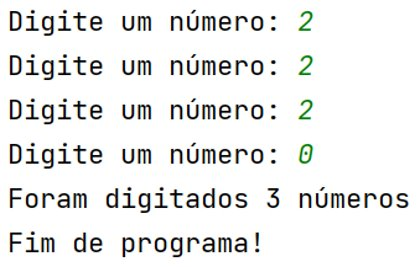 Digite um número: 2
Digite um número: 2
Digite um número: 2
Digite um número: 0
Foram digitados 3 números
Fim de programa!